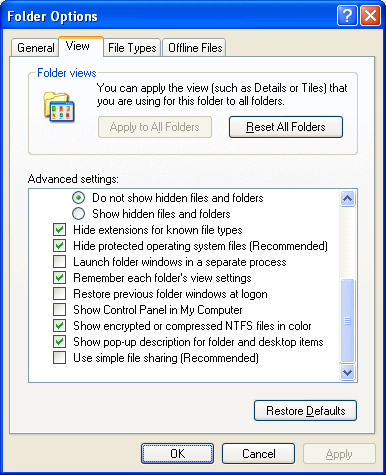 Folder Options
General
View
File Types
Offline Files
Folder views
You can apply the view (such as Details or Tiles) that
you are using for this folder to all folders.
Apply to All Folders
Reset All Folders
Advanced settings:
Do not show hidden files and folders
Show hidden files and folders
Hide extensions for known file types
Hide protected operating system files (Recommended)
Launch folder windows in a separate process
Remember each folder's view settings
Restore previous folder windows at logon
Show Control Panel in My Computer
Show encrypted or compressed NTFS files in color
Show pop-up description for folder and desktop items
Use simple file sharing (Recommended)
Restore Defaults
OK
Cancel
Apply